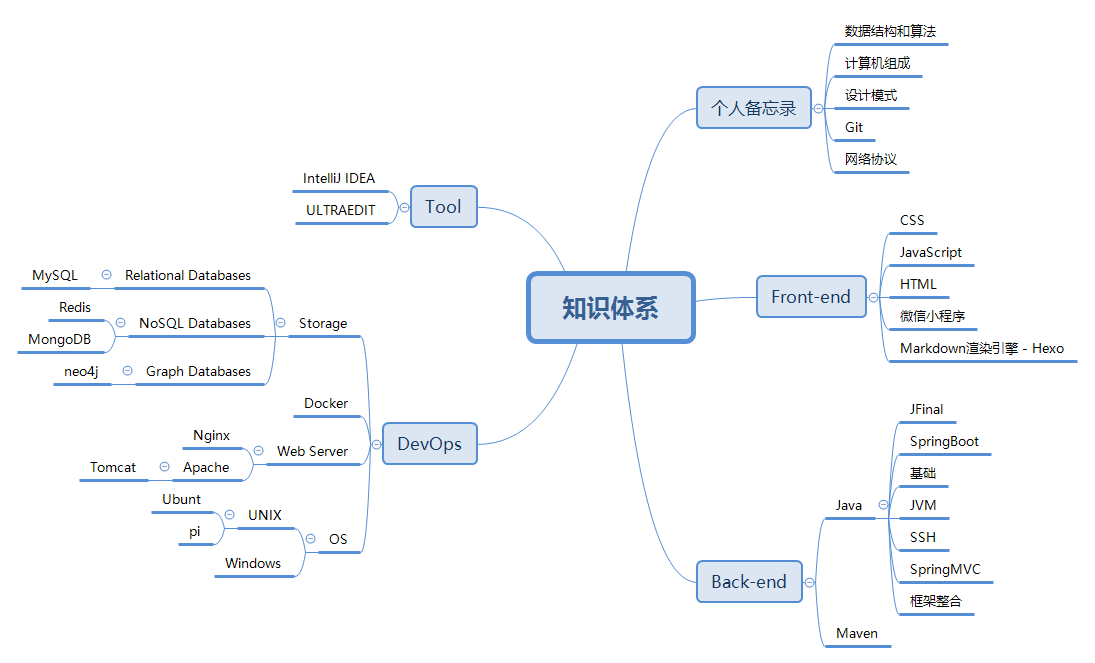 知识体系
个人备忘录
数据结构和算法
计算机组成
设计模式
Git
网络协议
Front-end
CSS
JavaScript
HTML
微信小程序
Markdown渲染引擎 - Hexo
Back-end
Java
JFinal
SpringBoot
基础
JVM
SSH
SpringMVC
框架整合
Maven
Tool
IntelliJ IDEA
ULTRAEDIT
DevOps
Storage
Relational Databases
MySQL
NoSQL Databases
Redis
MongoDB
Graph Databases
neo4j
Docker
Web Server
Nginx
Apache
Tomcat
OS
UNIX
Ubunt
pi
Windows